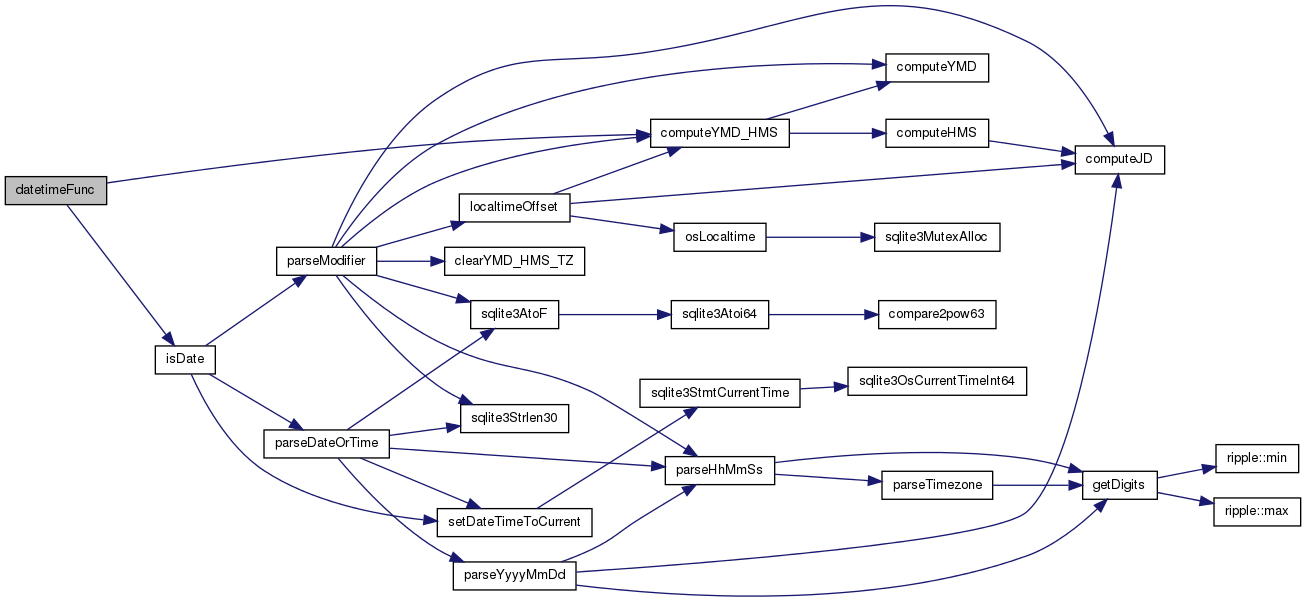 datetimeFunc
isDate
parseModifier
parseDateOrTime
localtimeOffset
clearYMD_HMS_TZ
sqlite3AtoF
sqlite3Strlen30
setDateTimeToCurrent
parseYyyyMmDd
computeYMD_HMS
osLocaltime
sqlite3Atoi64
sqlite3StmtCurrentTime
parseHhMmSs
computeYMD
computeHMS
sqlite3MutexAlloc
compare2pow63
sqlite3OsCurrentTimeInt64
parseTimezone
computeJD
getDigits
ripple::min
ripple::max